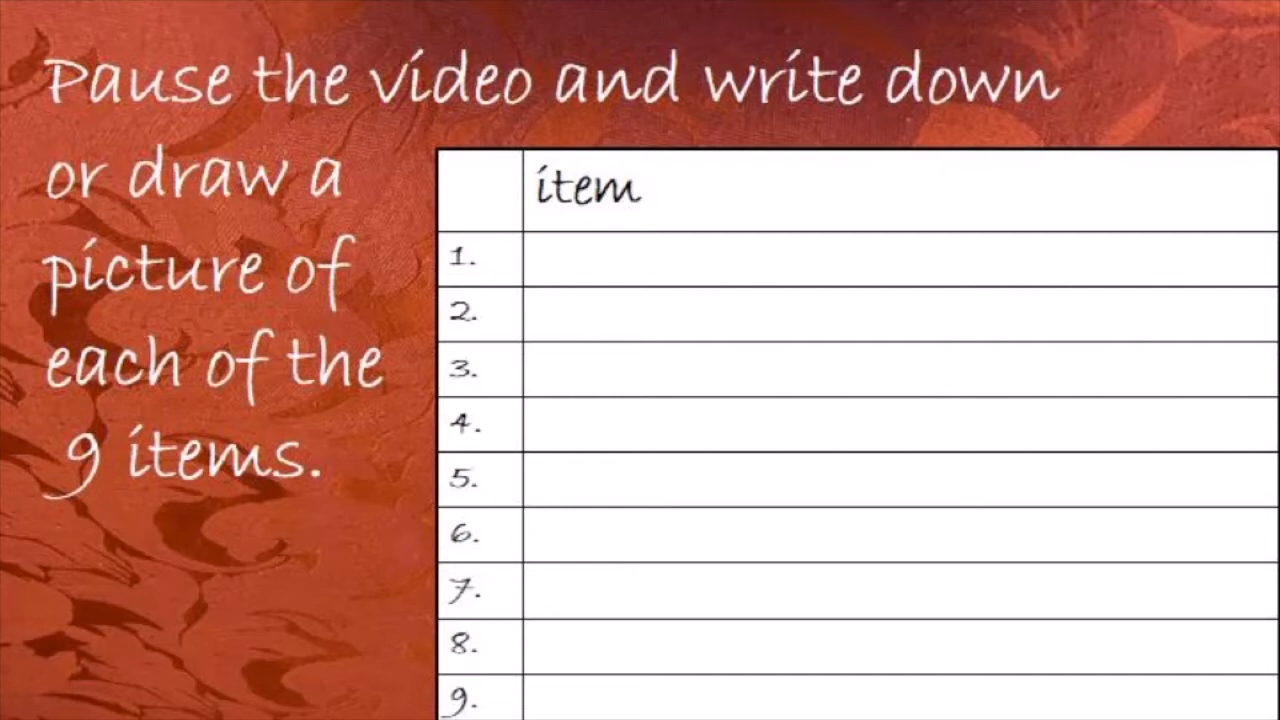 Pause the video and write down
or draw a
picture of
each of the
9 items.
item
1.
2.
3.
4.
5.
6.
7.
8.
9.